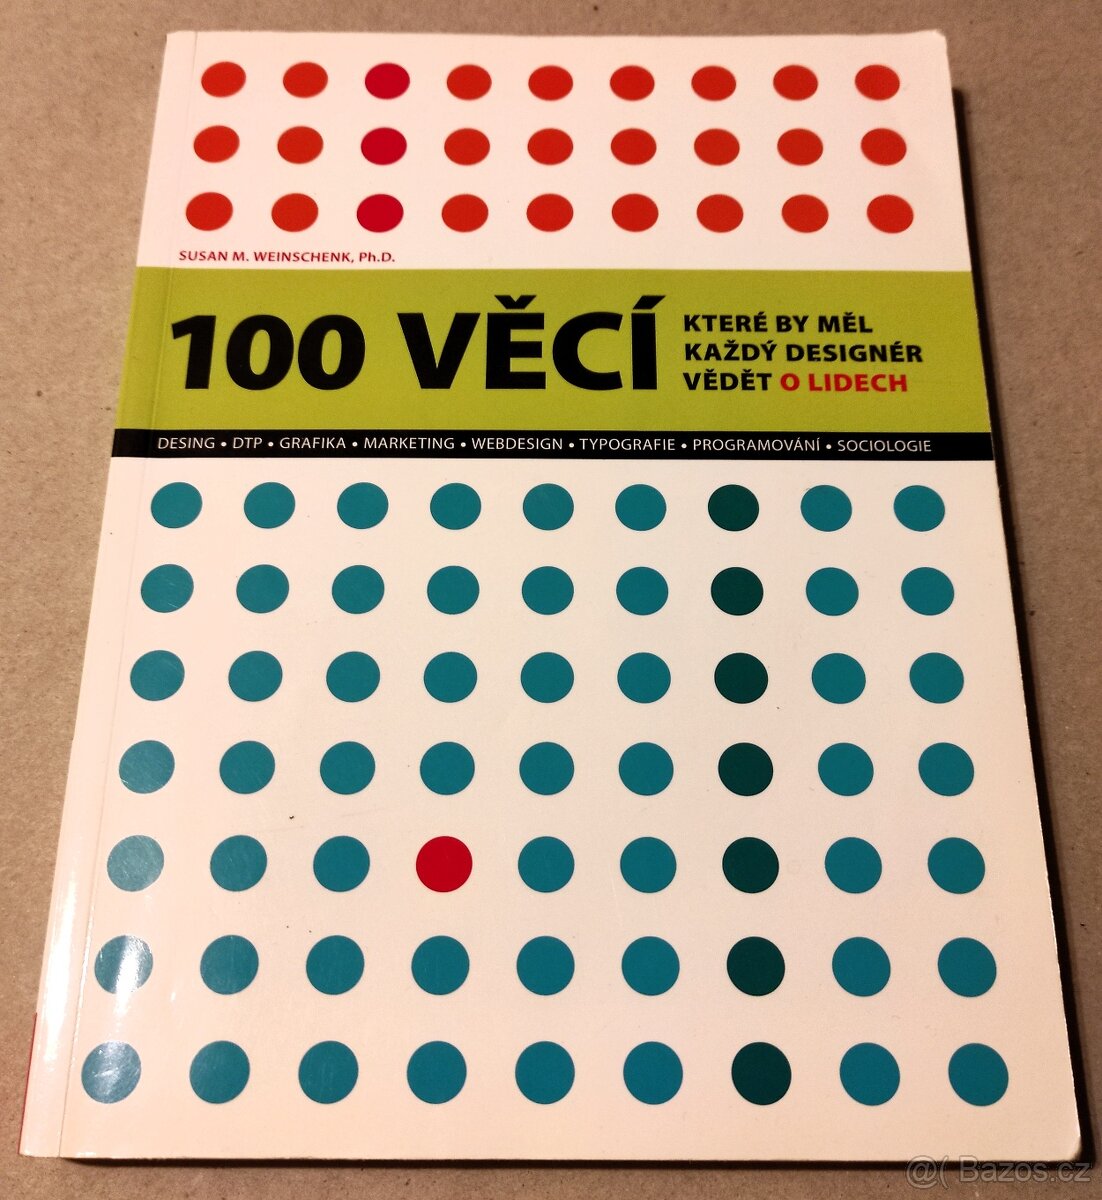 SUSAN M. WEINSCHENK, Ph.D.
100 VĚCÍ
KTERÉ BY MĚL
KAŽDÝ DESIGNÉR
VĚDĚT O LIDECH
DESING • DTP • GRAFIKA • MARKETING • WEBDESIGN • TYPOGRAFIE • PROGRAMOVÁNÍ • SOCIOLOGIE
@( Bazos.cz